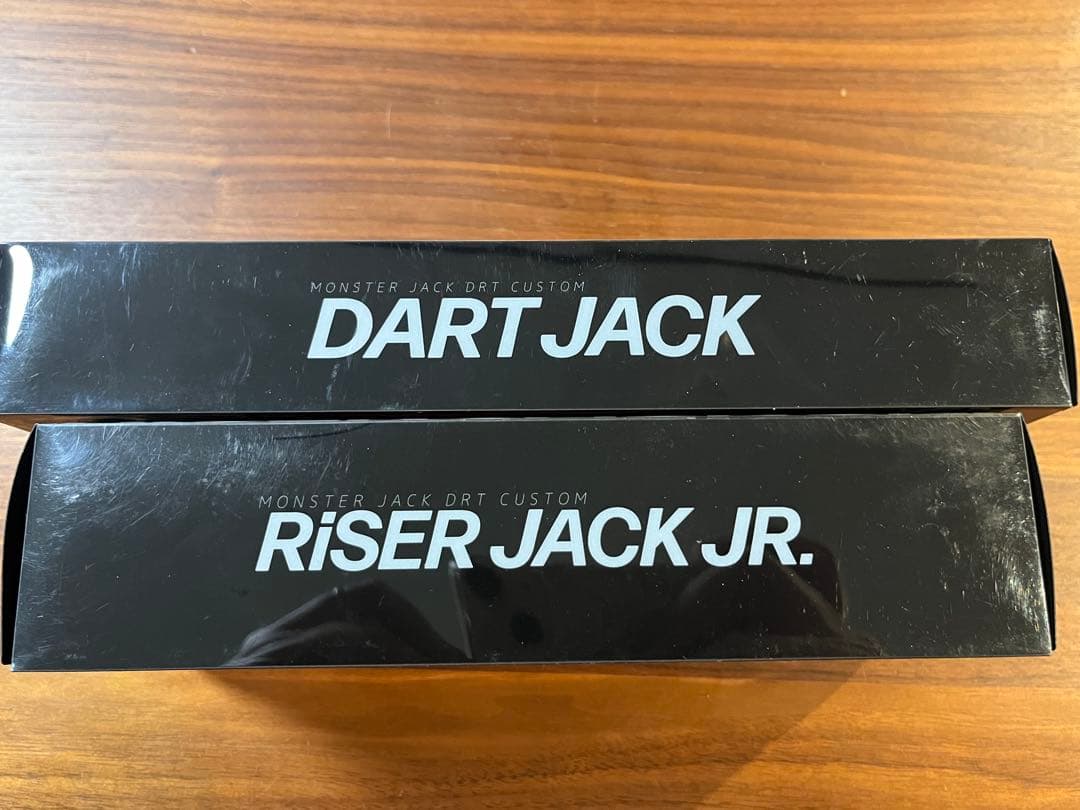 MONSTER JACK DRT CUSTOM
DART JACK
MONSTER JACK DRT CUSTOM
RiSER JACK JR.